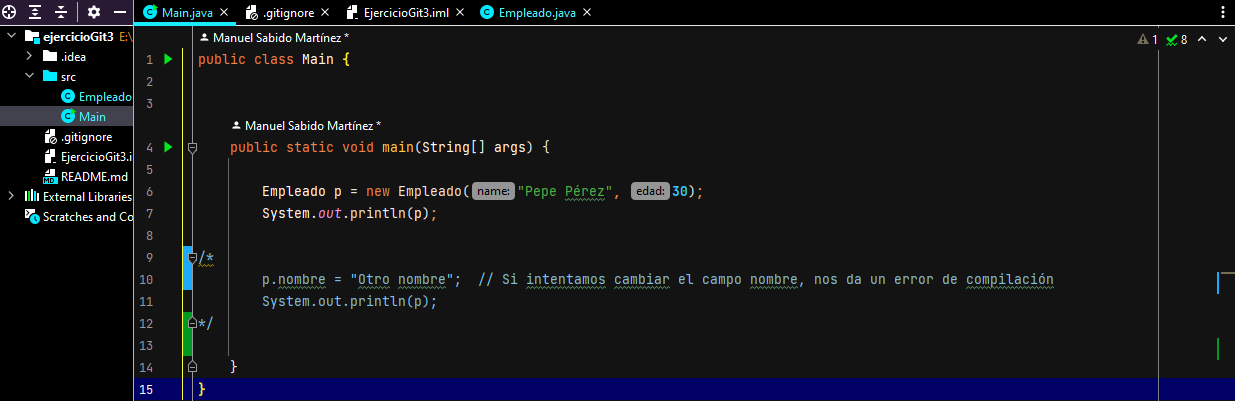 Main.java
.gitignore
EjercicioGit3.iml
Empleado.java
ejercicioGit3 E:\
.idea
src
Empleado
Main
.gitignore
EjercicioGit3.i
README.md
External Libraries
Scratches and Co
Manuel Sabido Martínez *
1 8
1 public class Main {
2
3
Manuel Sabido Martínez *
4 public static void main(String[] args) {
5
6 Empleado p = new Empleado( name: "Pepe Pérez", edad: 30);
7 System.out.println(p);
8
9 /*
10 p.nombre = "Otro nombre"; // Si intentamos cambiar el campo nombre, nos da un error de compilación
11 System.out.println(p);
12 */
13
14 }
15 }